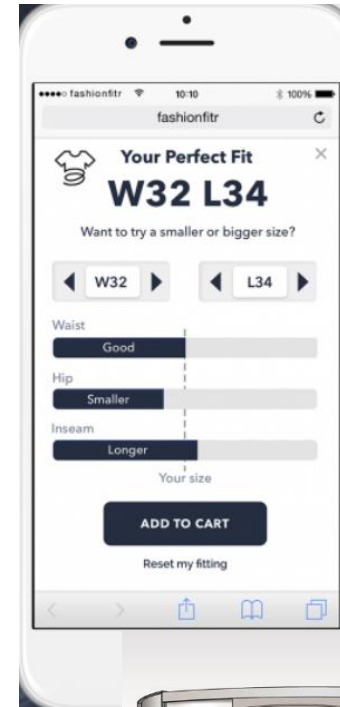 fashionfitr 10:10 100%
fashionfitr
Your Perfect Fit
W32 L34
Want to try a smaller or bigger size?
W32 L34
Waist
Good
Hip
Smaller
Inseam
Longer
Your size
ADD TO CART
Reset my fitting